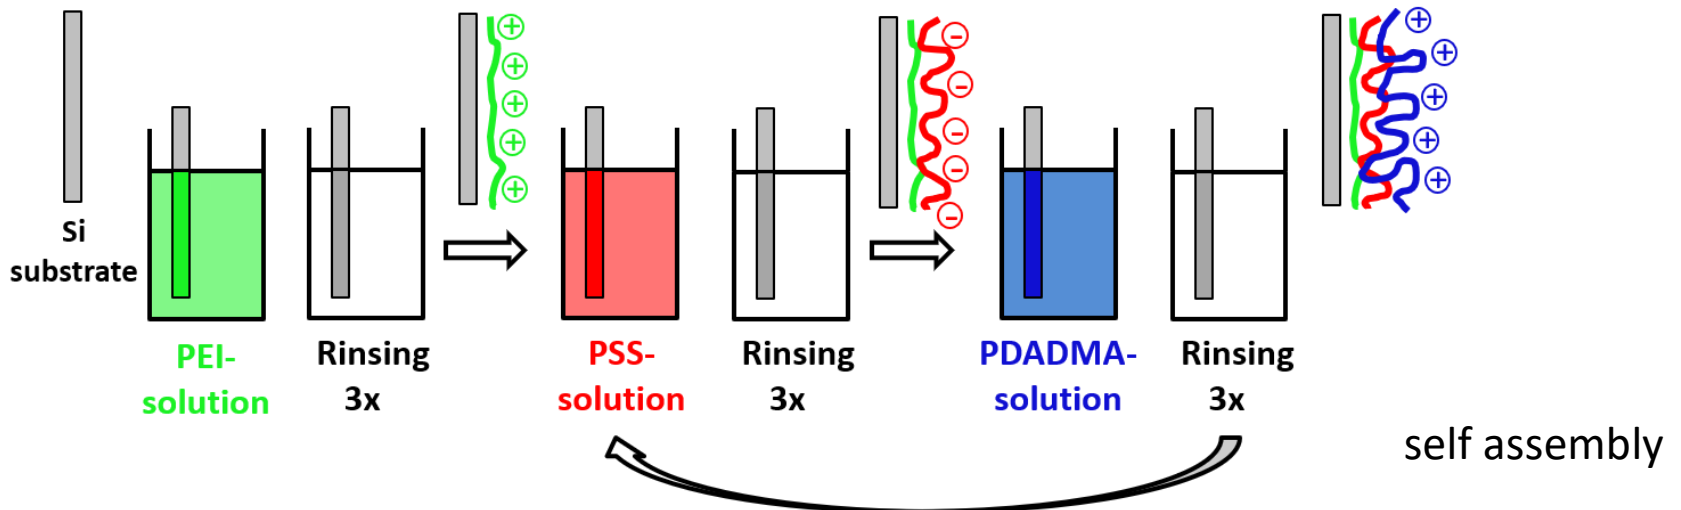 Si
substrate
PEI-
solution
Rinsing
3x
PSS-
solution
Rinsing
3x
PDADMA-
solution
Rinsing
3x
self assembly
+
+
+
+
+
-
-
-
-
-
+
+
+
+
+